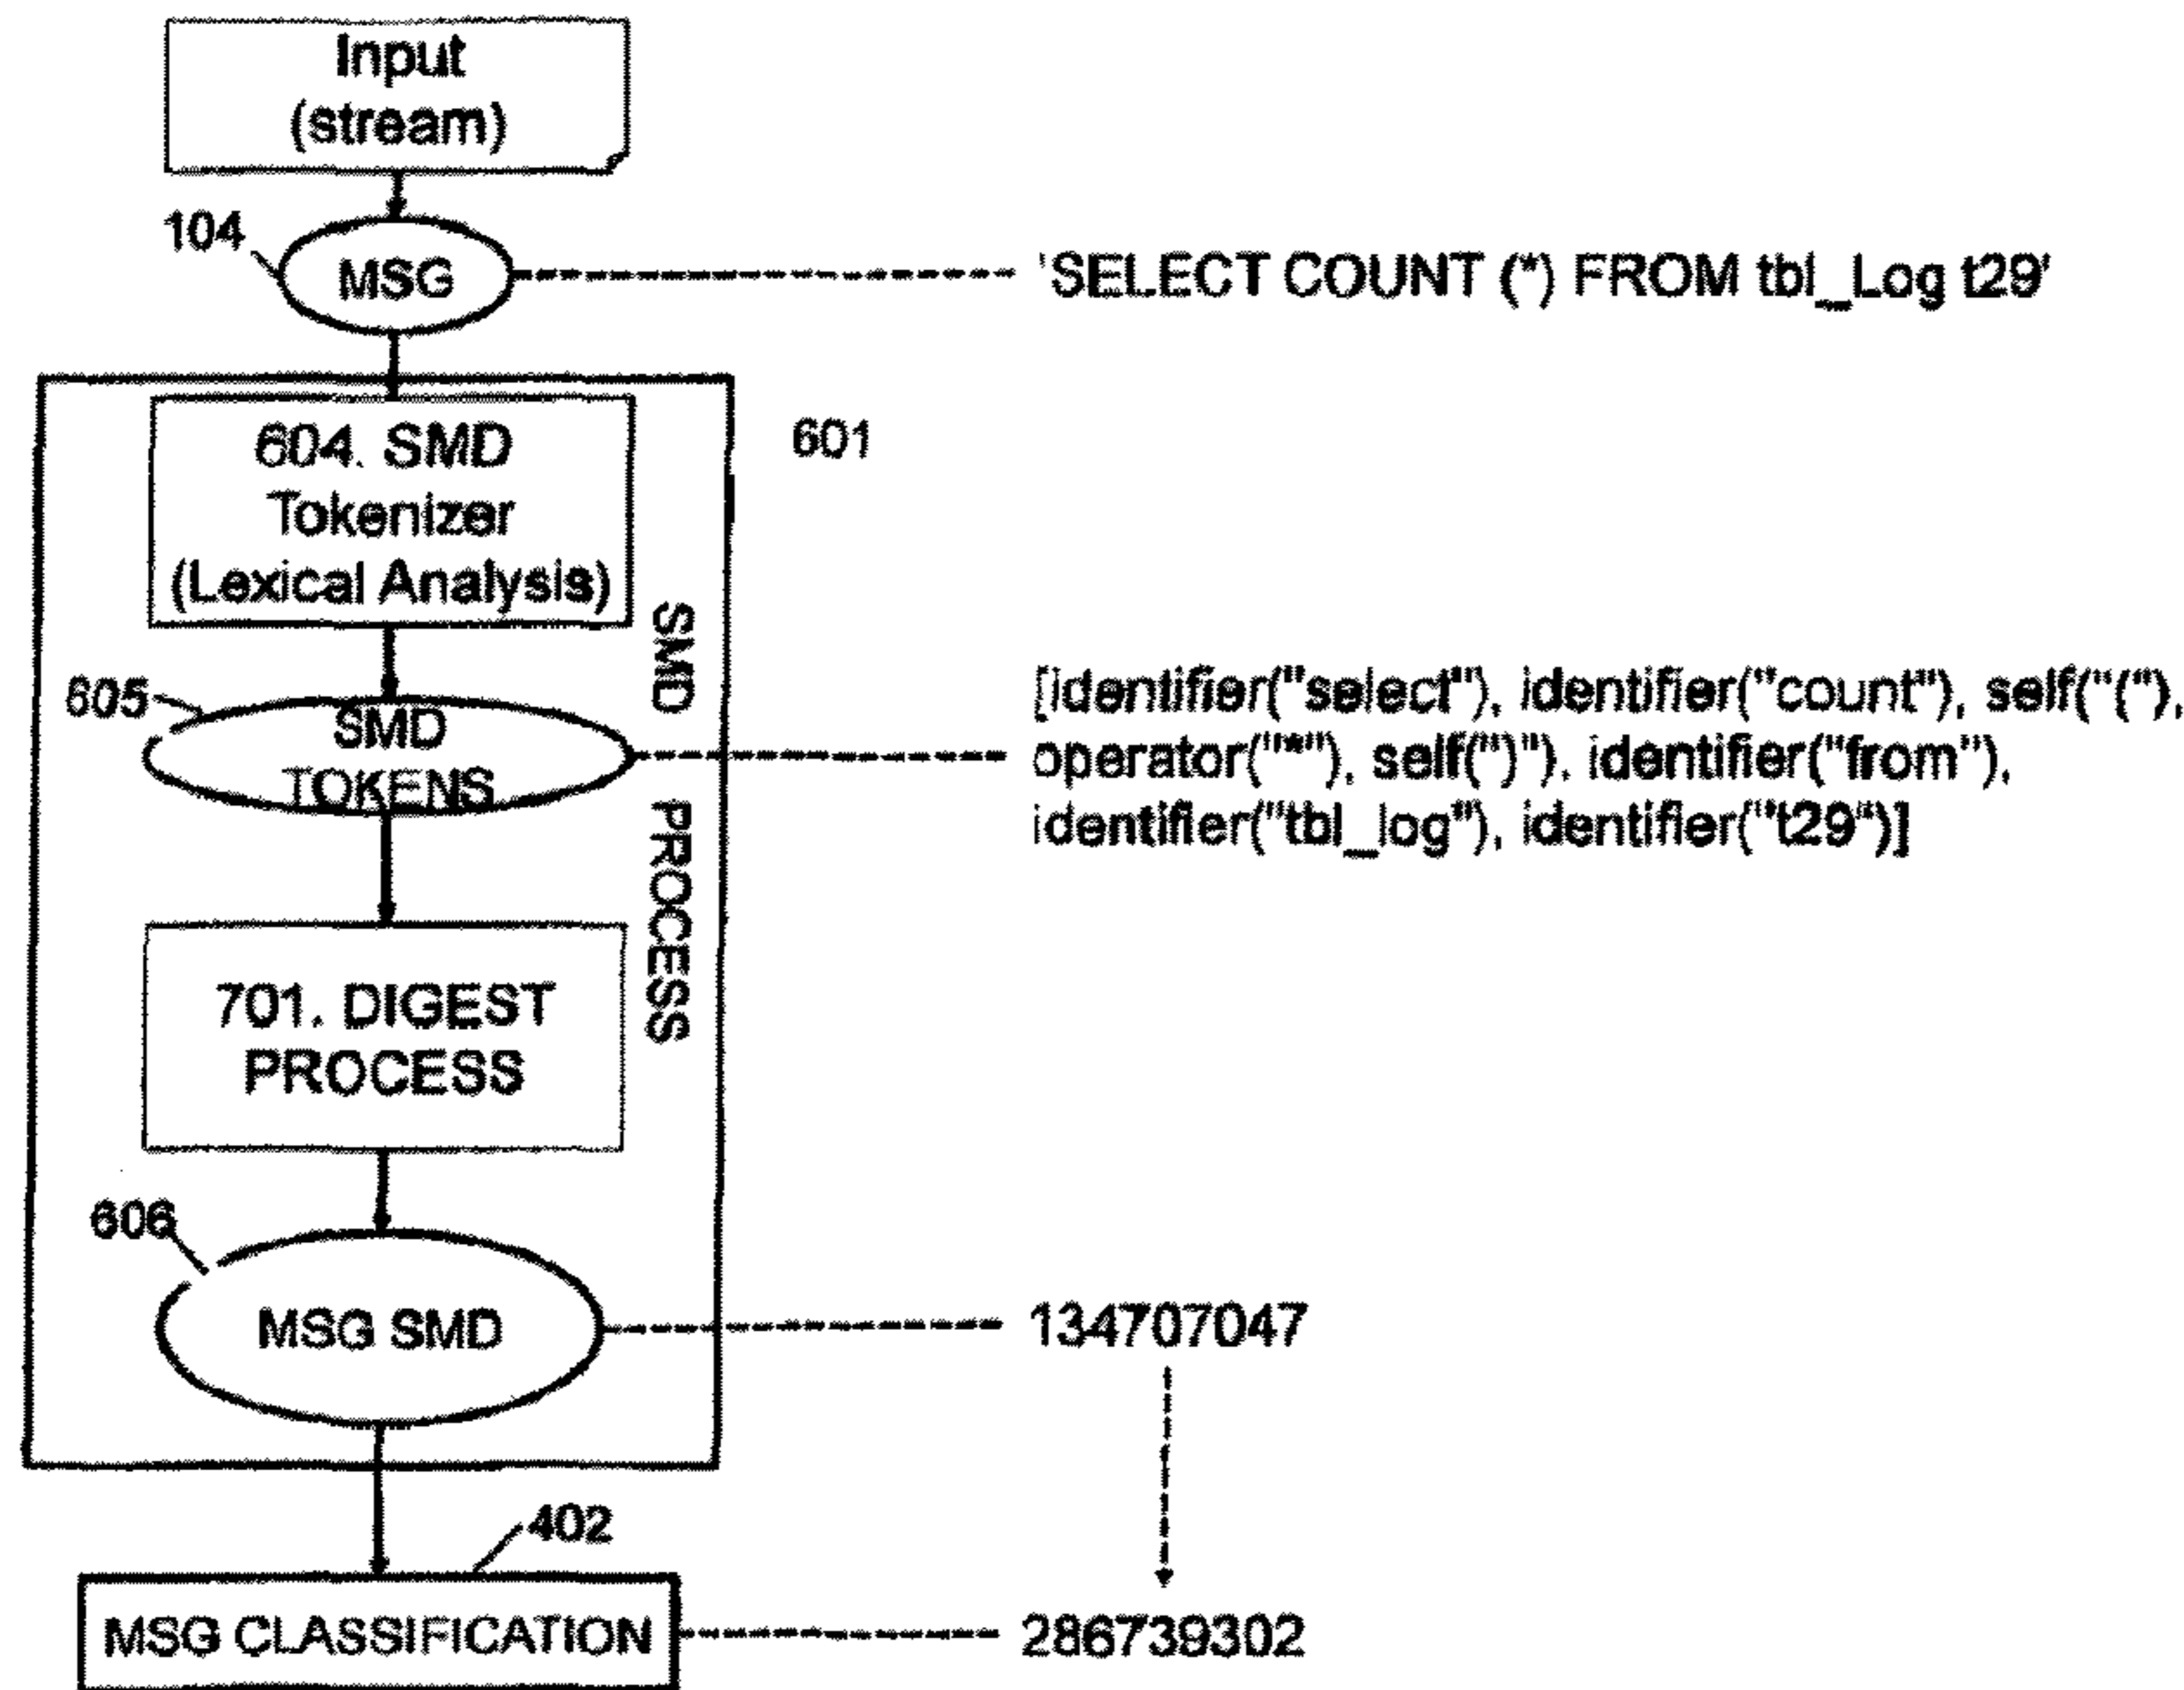 Input
(stream)
104
MSG
'SELECT COUNT (*) FROM tbl_Log t29'
601
604. SMD
Tokenizer
(Lexical Analysis)
SMD PROCESS
605
SMD
TOKENS
[identifier("select"), identifier("count"), self("("),
operator("*"), self(")"), identifier("from"),
identifier("tbl_log"), identifier("t29")]
701. DIGEST
PROCESS
606
MSG SMD
134707047
402
MSG CLASSIFICATION
286739302